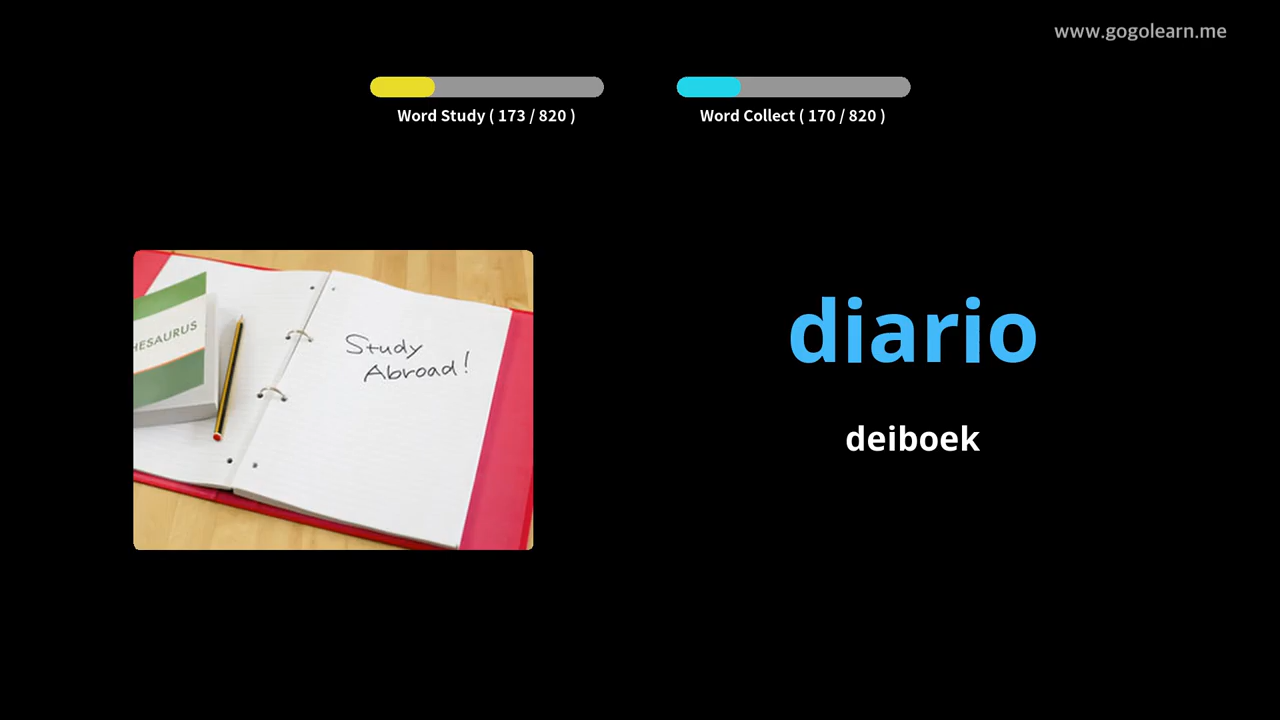 www.gogolearn.me
Word Study ( 173 / 820 )
Word Collect ( 170 / 820 )
HESAURUS
Study
Abroad!
diario
deiboek